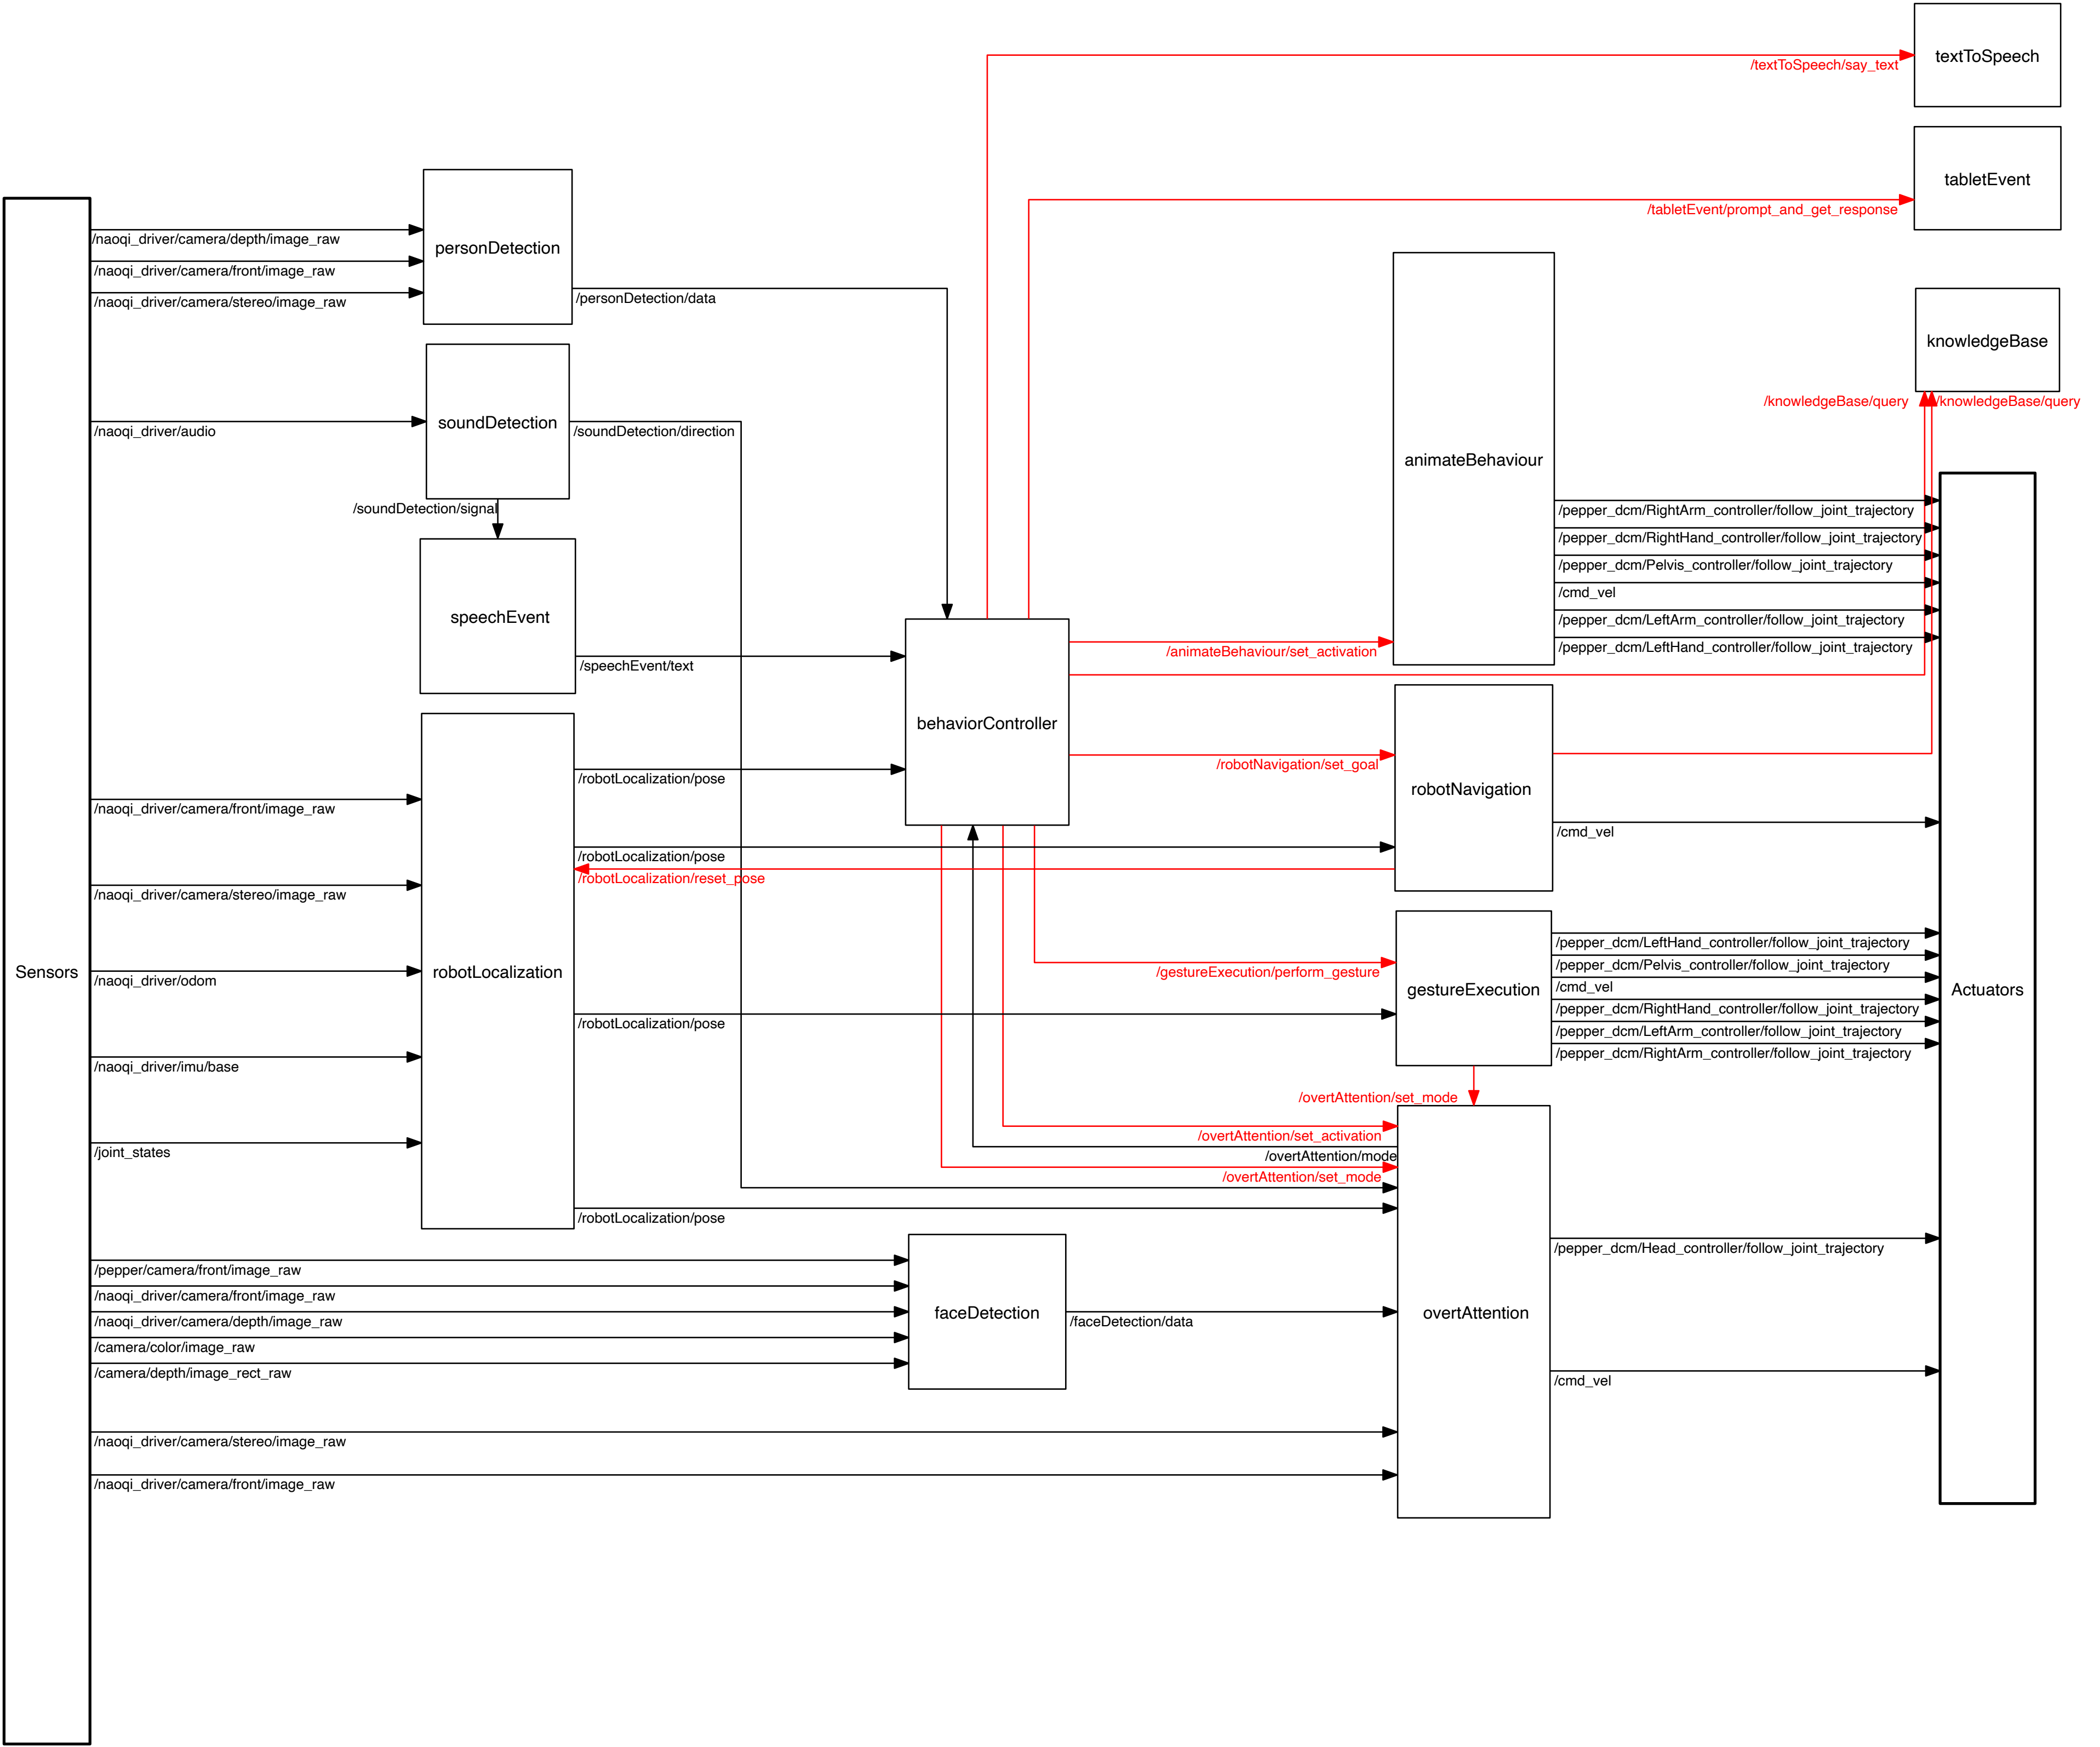 textToSpeech
/textToSpeech/say_text
tabletEvent
/tabletEvent/prompt_and_get_response
personDetection
/naoqi_driver/camera/depth/image_raw
/naoqi_driver/camera/front/image_raw
/naoqi_driver/camera/stereo/image_raw
/personDetection/data
knowledgeBase
/knowledgeBase/query
/knowledgeBase/query
soundDetection
/naoqi_driver/audio
/soundDetection/direction
/soundDetection/signal
speechEvent
/speechEvent/text
animateBehaviour
/pepper_dcm/RightArm_controller/follow_joint_trajectory
/pepper_dcm/RightHand_controller/follow_joint_trajectory
/pepper_dcm/Pelvis_controller/follow_joint_trajectory
/cmd_vel
/pepper_dcm/LeftArm_controller/follow_joint_trajectory
/pepper_dcm/LeftHand_controller/follow_joint_trajectory
/animateBehaviour/set_activation
behaviorController
/robotNavigation/set_goal
robotNavigation
/cmd_vel
/robotLocalization/pose
/robotLocalization/pose
/robotLocalization/reset_pose
/naoqi_driver/camera/front/image_raw
/naoqi_driver/camera/stereo/image_raw
Sensors
/naoqi_driver/odom
/naoqi_driver/imu/base
/joint_states
robotLocalization
/robotLocalization/pose
/gestureExecution/perform_gesture
gestureExecution
/pepper_dcm/LeftHand_controller/follow_joint_trajectory
/pepper_dcm/Pelvis_controller/follow_joint_trajectory
/cmd_vel
/pepper_dcm/RightHand_controller/follow_joint_trajectory
/pepper_dcm/LeftArm_controller/follow_joint_trajectory
/pepper_dcm/RightArm_controller/follow_joint_trajectory
Actuators
/overtAttention/set_mode
/overtAttention/set_activation
/overtAttention/mode
/overtAttention/set_mode
/robotLocalization/pose
/pepper/camera/front/image_raw
/naoqi_driver/camera/front/image_raw
/naoqi_driver/camera/depth/image_raw
/camera/color/image_raw
/camera/depth/image_rect_raw
faceDetection
/faceDetection/data
overtAttention
/pepper_dcm/Head_controller/follow_joint_trajectory
/cmd_vel
/naoqi_driver/camera/stereo/image_raw
/naoqi_driver/camera/front/image_raw